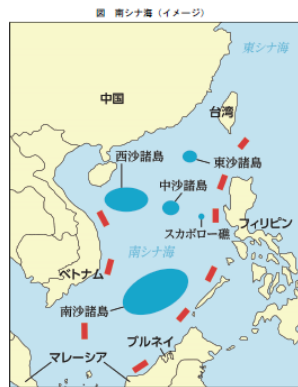 図 南シナ海（イメージ）
東シナ海
中国
台湾
西沙諸島
東沙諸島
中沙諸島
スカボロー礁
フィリピン
南シナ海
ベトナム
南沙諸島
ブルネイ
マレーシア